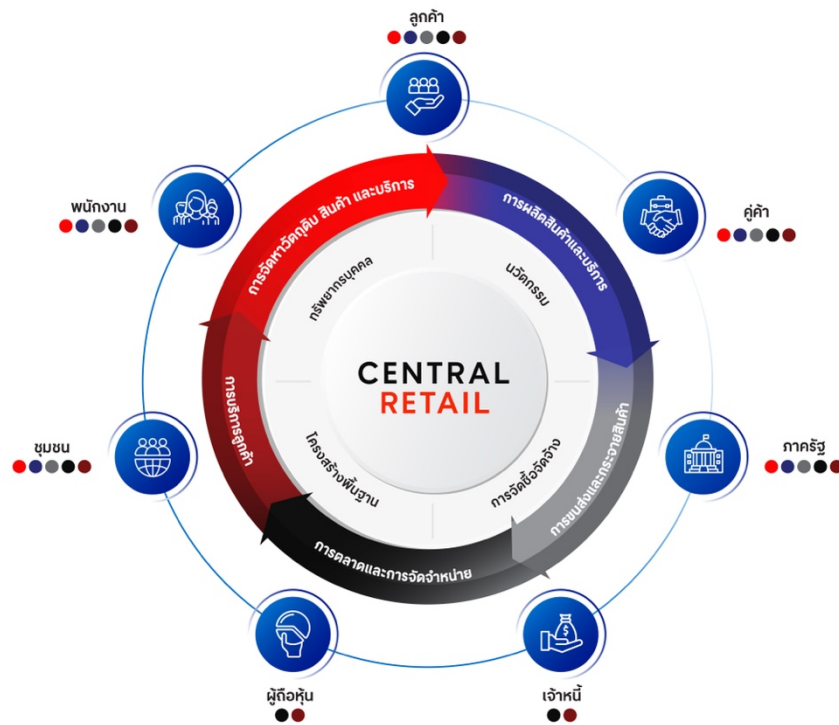 ลูกค้า
พนักงาน
คู่ค้า
การจัดหาวัตถุดิบ สินค้า และบริการ
การผลิตสินค้าและบริการ
ทรัพยากรบุคคล
นวัตกรรม
CENTRAL
RETAIL
การบริการลูกค้า
การขนส่งและกระจายสินค้า
โครงสร้างพื้นฐาน
การจัดซื้อจัดจ้าง
ชุมชน
ภาครัฐ
การตลาดและการจัดจำหน่าย
ผู้ถือหุ้น
เจ้าหนี้